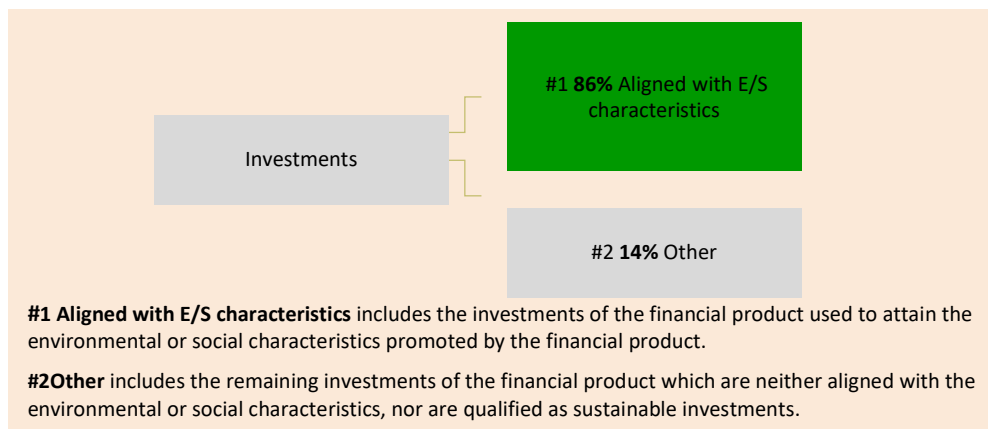 #1 86% Aligned with E/S
characteristics
Investments
#2 14% Other
#1 Aligned with E/S characteristics includes the investments of the financial product used to attain the
environmental or social characteristics promoted by the financial product.
#2Other includes the remaining investments of the financial product which are neither aligned with the
environmental or social characteristics, nor are qualified as sustainable investments.